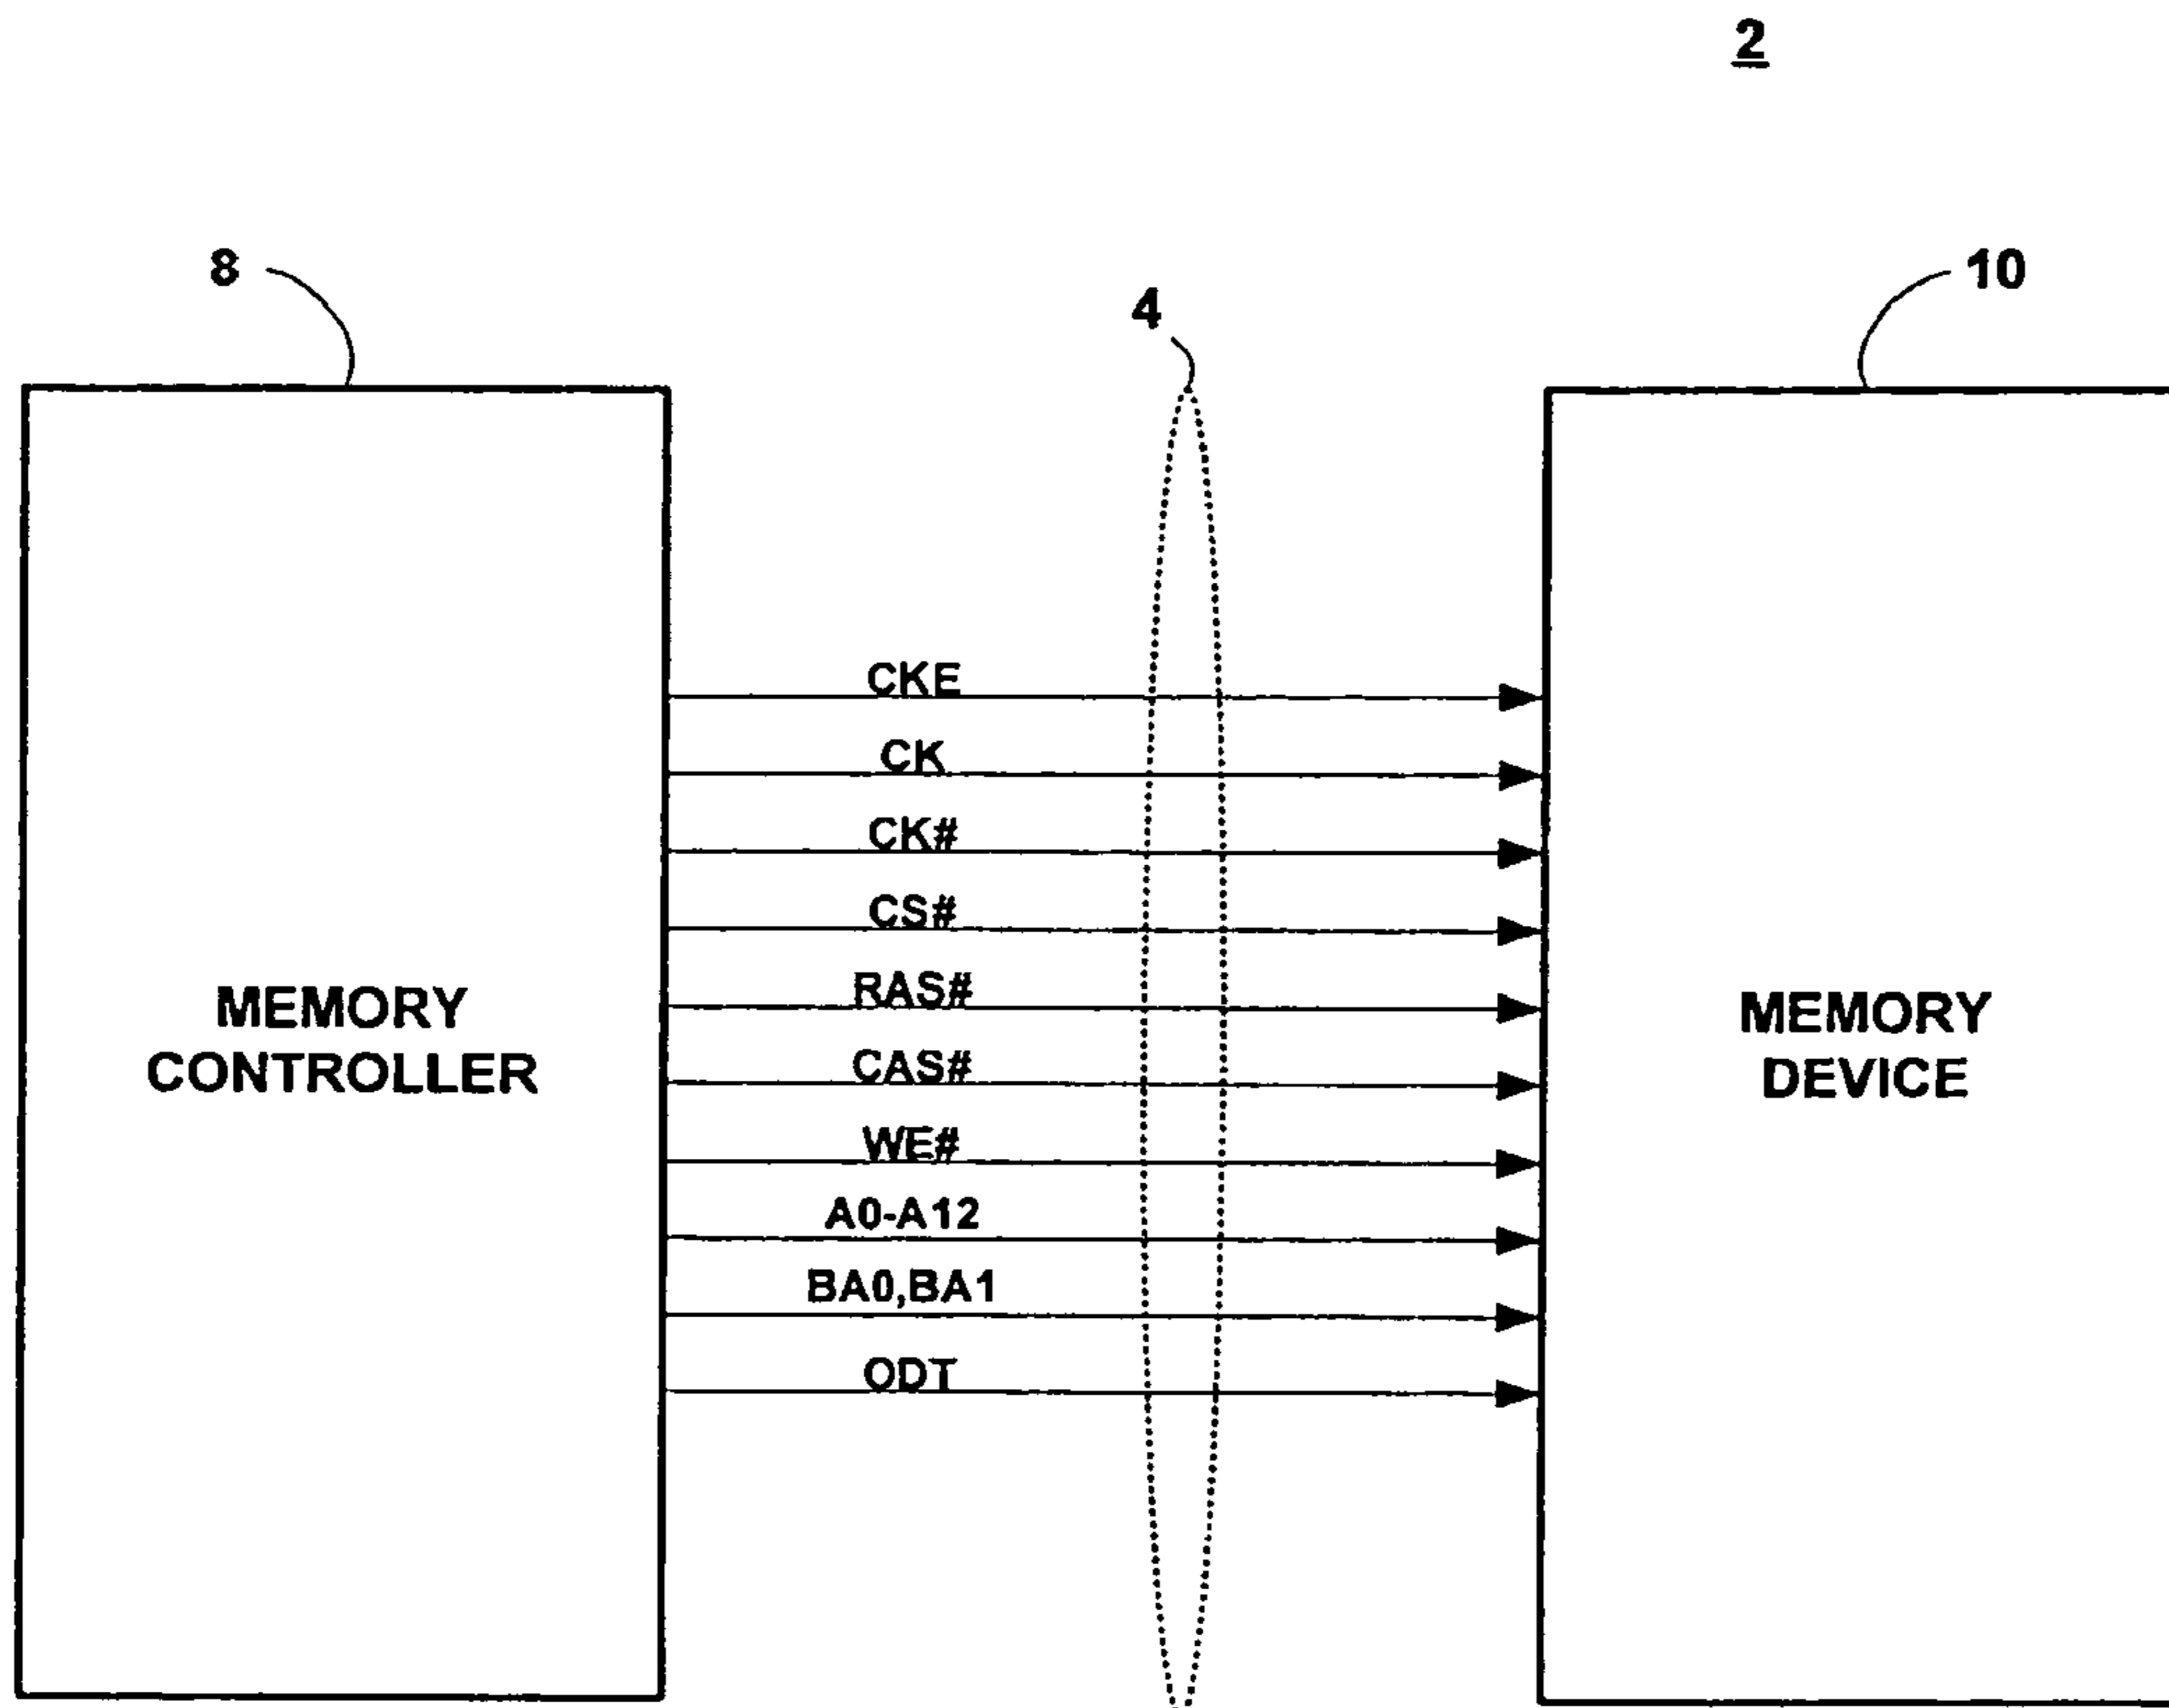 2
8
4
10
CKE
CK
CK#
CS#
RAS#
CAS#
WE#
A0-A12
BA0,BA1
ODT
MEMORY
CONTROLLER
MEMORY
DEVICE